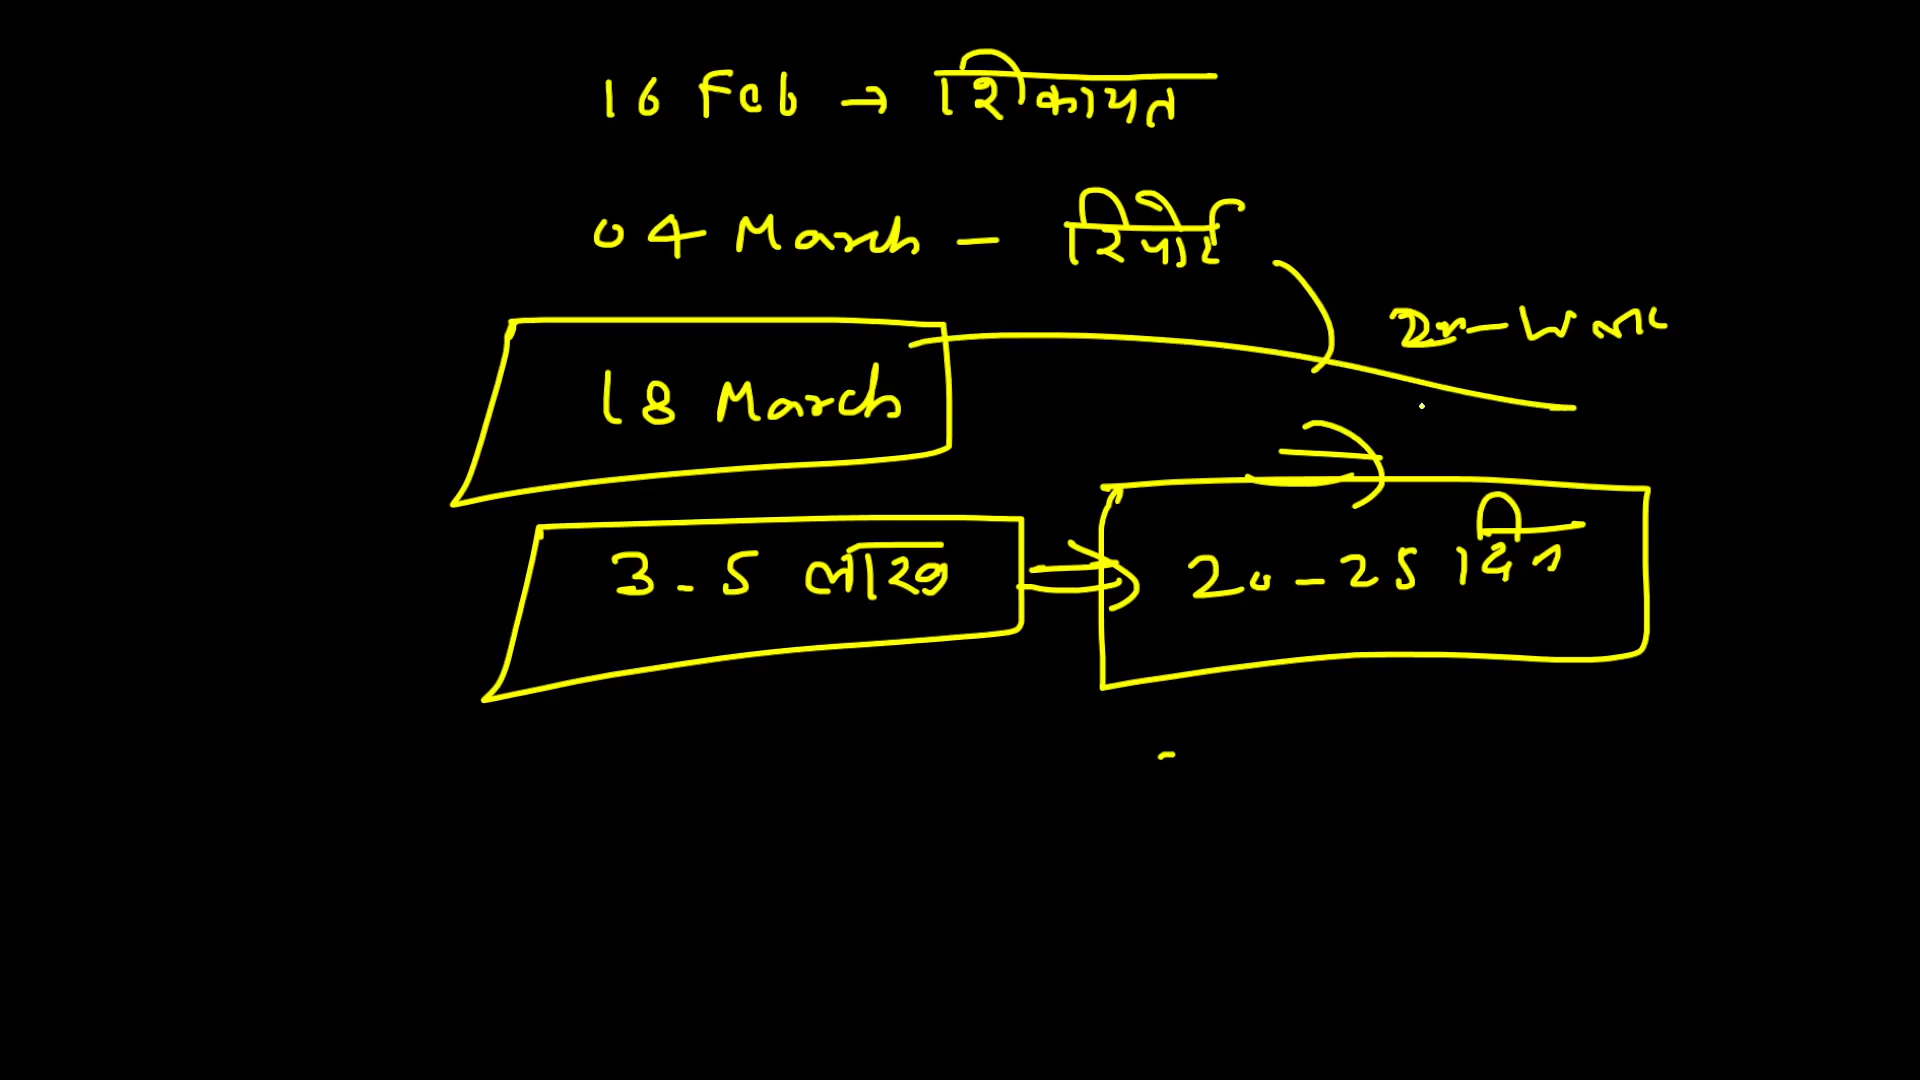 16 Feb → शिकायत
04 March - रिपोर्ट
18 March
3-5 लाख
20-25 दिन